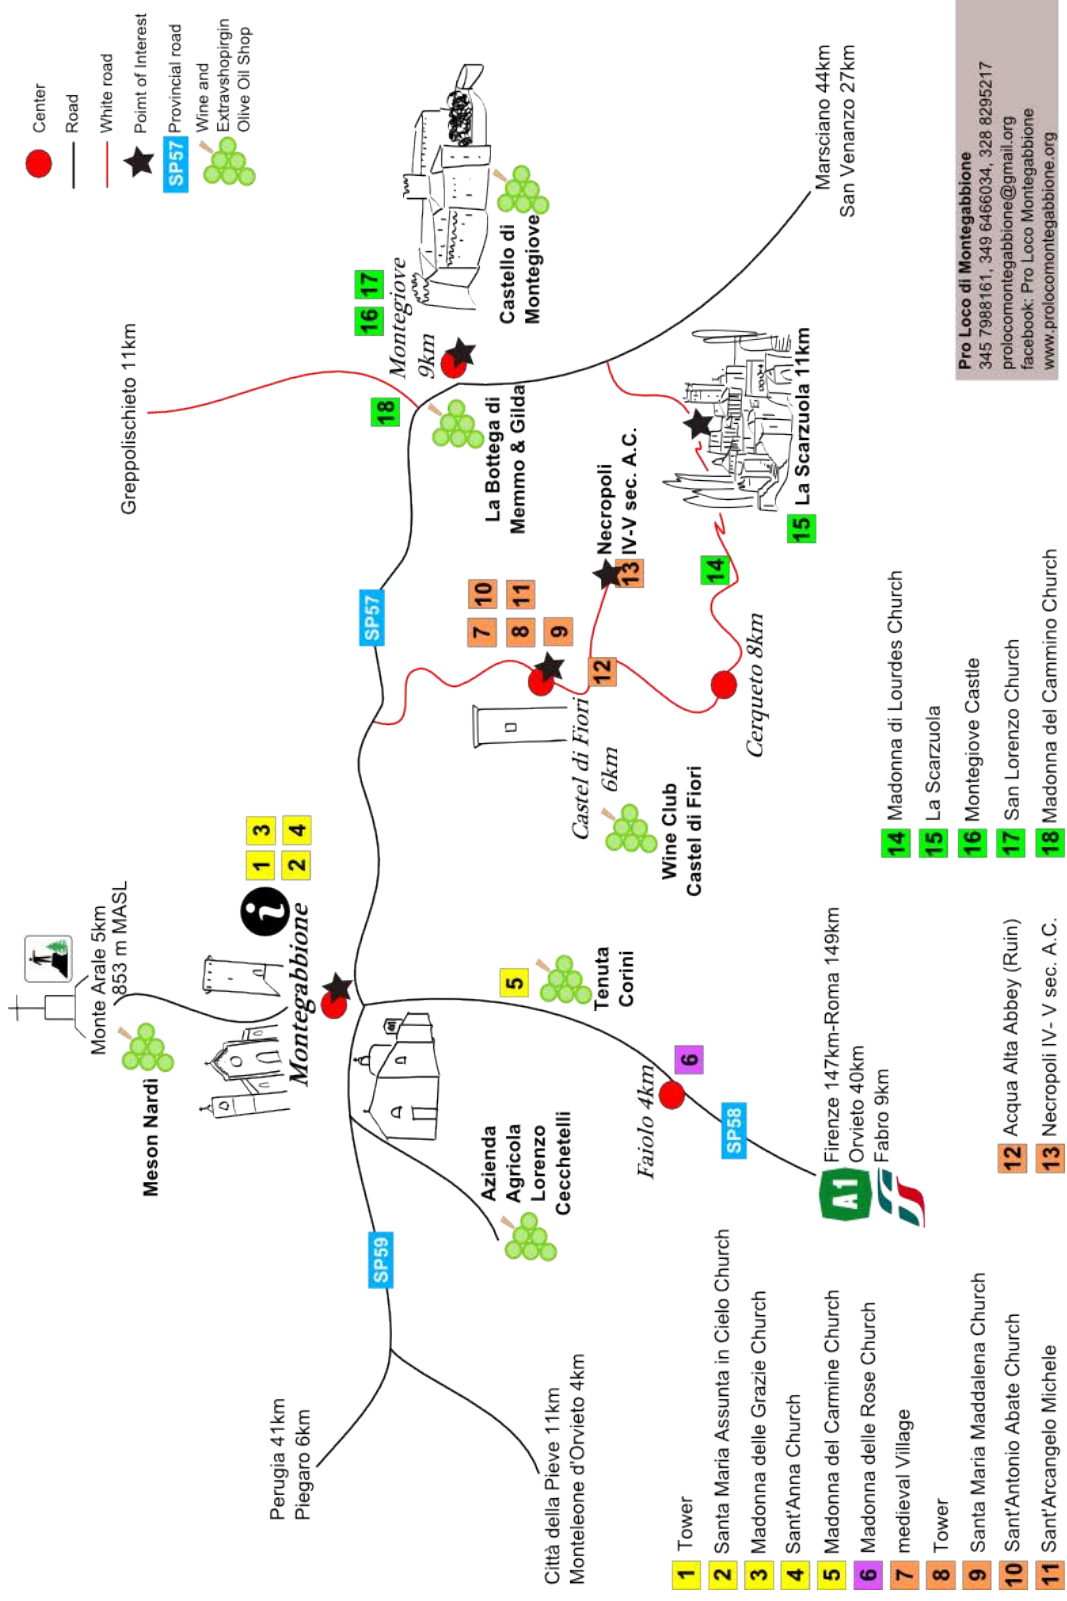 Center
Road
White road
Poimt of Interest
SP57 Provincial road
Wine and
Extravshopirgin
Olive Oil Shop
Greppolischieto 11km
Monte Arale 5km
853 m MASL
Meson Nardi
Montegabbione
i
1 3
2 4
16 17
Montegiove
9km
18
Castello di
Montegiove
La Bottega di
Memmo & Gilda
SP57
Marsciano 44km
San Venanzo 27km
SP59
Perugia 41km
Piegaro 6km
Città della Pieve 11km
Monteleone d'Orvieto 4km
Azienda
Agricola
Lorenzo
Cecchetelli
5
Tenuta
Corini
Faiolo 4km
6
SP58
A1
Firenze 147km-Roma 149km
Orvieto 40km
Fabro 9km
7 10
8 11
9
Castel di Fiori
6km
Wine Club
Castel di Fiori
12
Necropoli
IV-V sec. A.C.
13
Cerqueto 8km
14
15 La Scarzuola 11km
1 Tower
2 Santa Maria Assunta in Cielo Church
3 Madonna delle Grazie Church
4 Sant'Anna Church
5 Madonna del Carmine Church
6 Madonna delle Rose Church
7 medieval Village
8 Tower
9 Santa Maria Maddalena Church
10 Sant'Antonio Abate Church
11 Sant'Arcangelo Michele
12 Acqua Alta Abbey (Ruin)
13 Necropoli IV- V sec. A.C.
14 Madonna di Lourdes Church
15 La Scarzuola
16 Montegiove Castle
17 San Lorenzo Church
18 Madonna del Cammino Church
Pro Loco di Montegabbione
345 7988161, 349 6466034, 328 8295217
prolocomontegabbione@gmail.org
facebook: Pro Loco Montegabbione
www.prolocomontegabbione.org